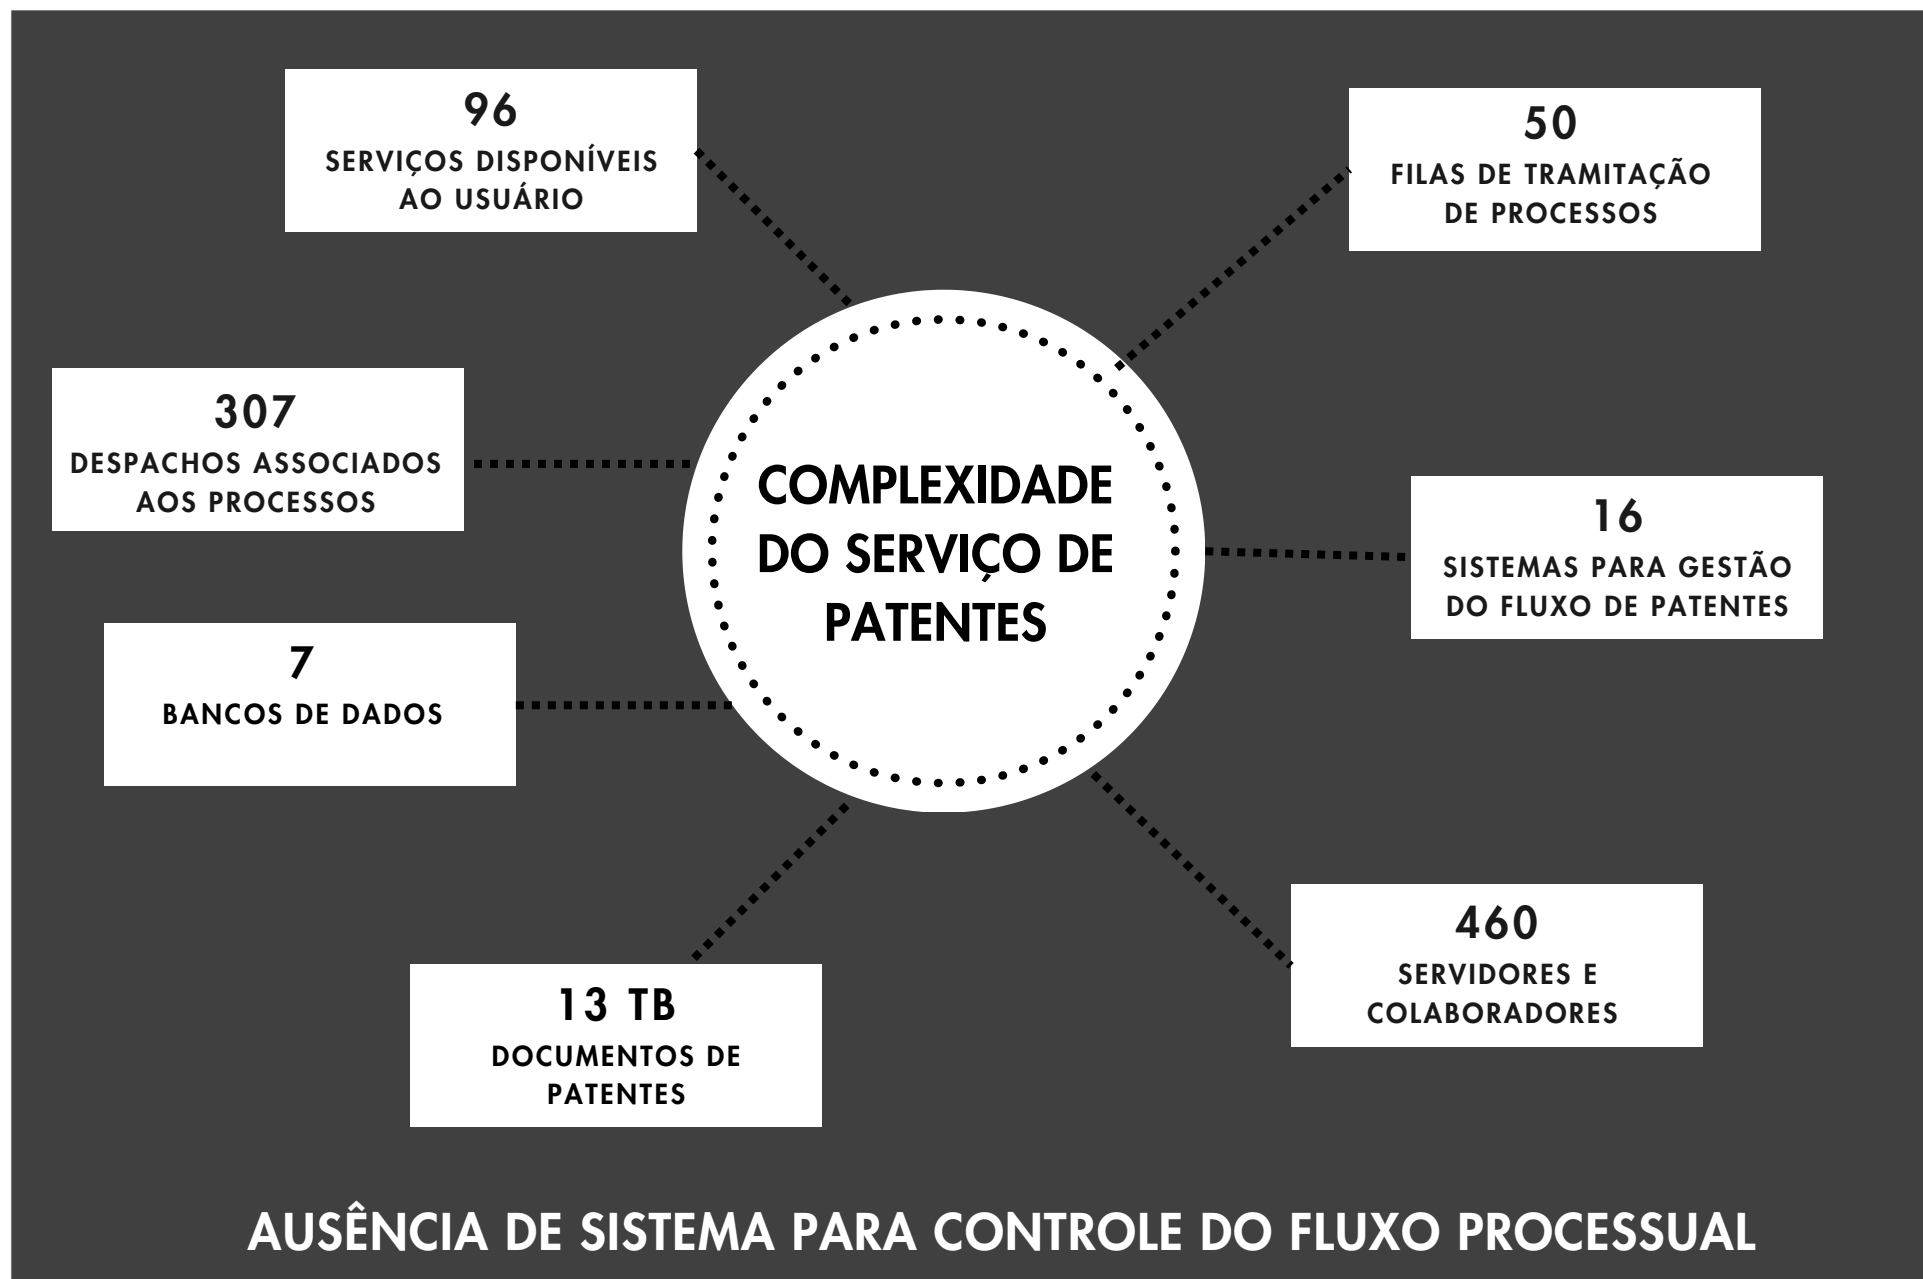 96
SERVIÇOS DISPONÍVEIS
AO USUÁRIO
50
FILAS DE TRAMITAÇÃO
DE PROCESSOS
307
DESPACHOS ASSOCIADOS
AOS PROCESSOS
COMPLEXIDADE
DO SERVIÇO DE
PATENTES
16
SISTEMAS PARA GESTÃO
DO FLUXO DE PATENTES
7
BANCOS DE DADOS
460
SERVIDORES E
COLABORADORES
13 TB
DOCUMENTOS DE
PATENTES
AUSÊNCIA DE SISTEMA PARA CONTROLE DO FLUXO PROCESSUAL